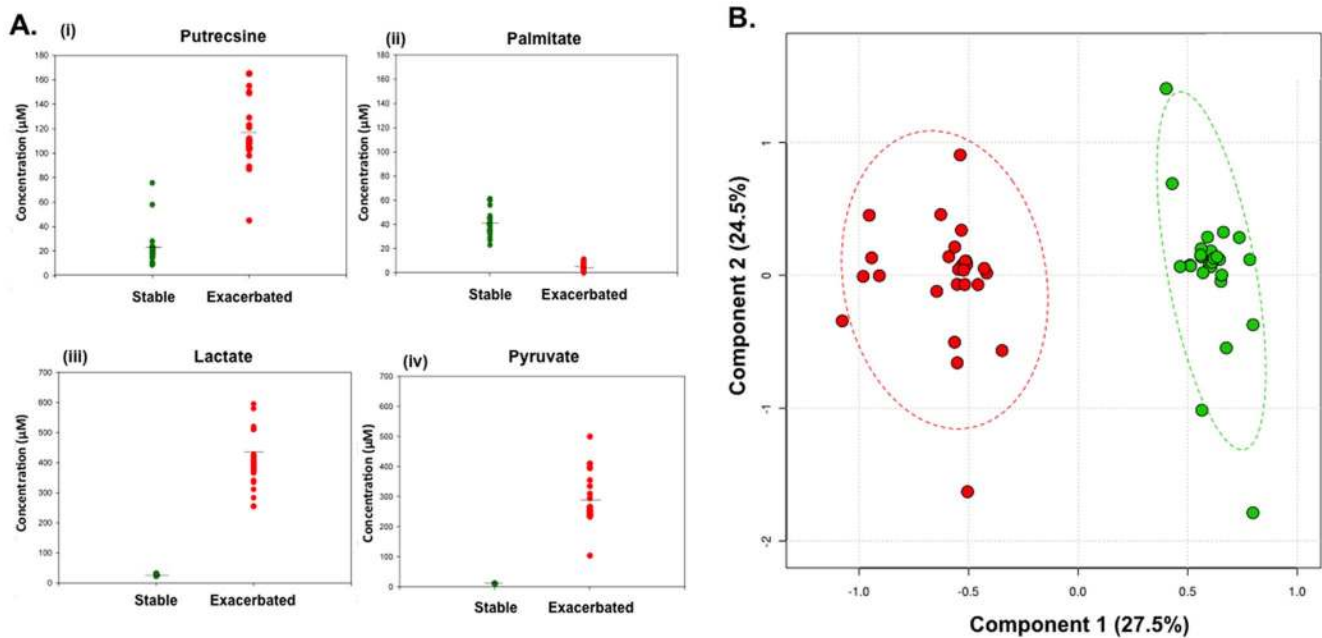 A.
(i)
Putrecsine
180
160
140
120
100
80
60
40
20
0
Concentration (µM)
Stable Exacerbated
(ii)
Palmitate
180
160
140
120
100
80
60
40
20
0
Concentration (µM)
Stable Exacerbated
(iii)
Lactate
700
600
500
400
300
200
100
0
Concentration (µM)
Stable Exacerbated
(iv)
Pyruvate
700
600
500
400
300
200
100
0
Concentration (µM)
Stable Exacerbated
B.
Component 2 (24.5%)
1
0
-1
-2
-1.0 -0.5 0.0 0.5 1.0
Component 1 (27.5%)